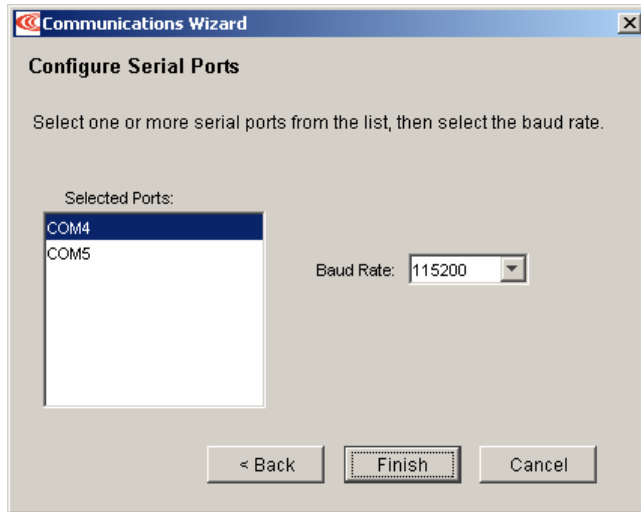 Communications Wizard
Configure Serial Ports
Select one or more serial ports from the list, then select the baud rate.
Selected Ports:
COM4
COM5
Baud Rate: 115200
< Back Finish Cancel